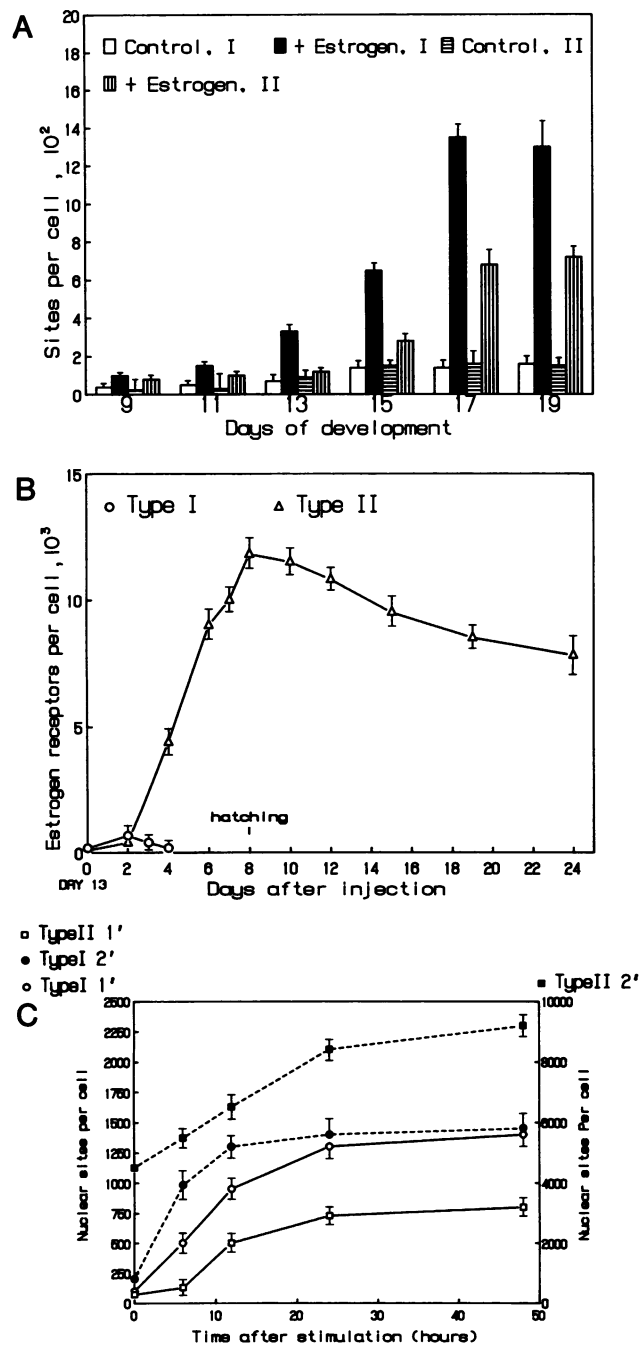 A
20
18
16
14
12
10
8
6
4
2
0
Sites per cell, 10²
Control, I + Estrogen, I Control, II
+ Estrogen, II
9 11 13 15 17 19
Days of development
B
15
10
5
0
Estrogen receptors per cell, 10³
Type I Type II
hatching
0 2 4 6 8 10 12 14 16 18 20 22 24
DAY 13
Days after injection
TypeII 1'
TypeI 2'
TypeI 1'
TypeII 2'
C
2500
2250
2000
1750
1500
1250
1000
750
500
250
0
Nuclear sites per cell
10000
8000
6000
4000
2000
0
Nuclear sites Per cell
0 10 20 30 40 50
Time after stimulation (hours)